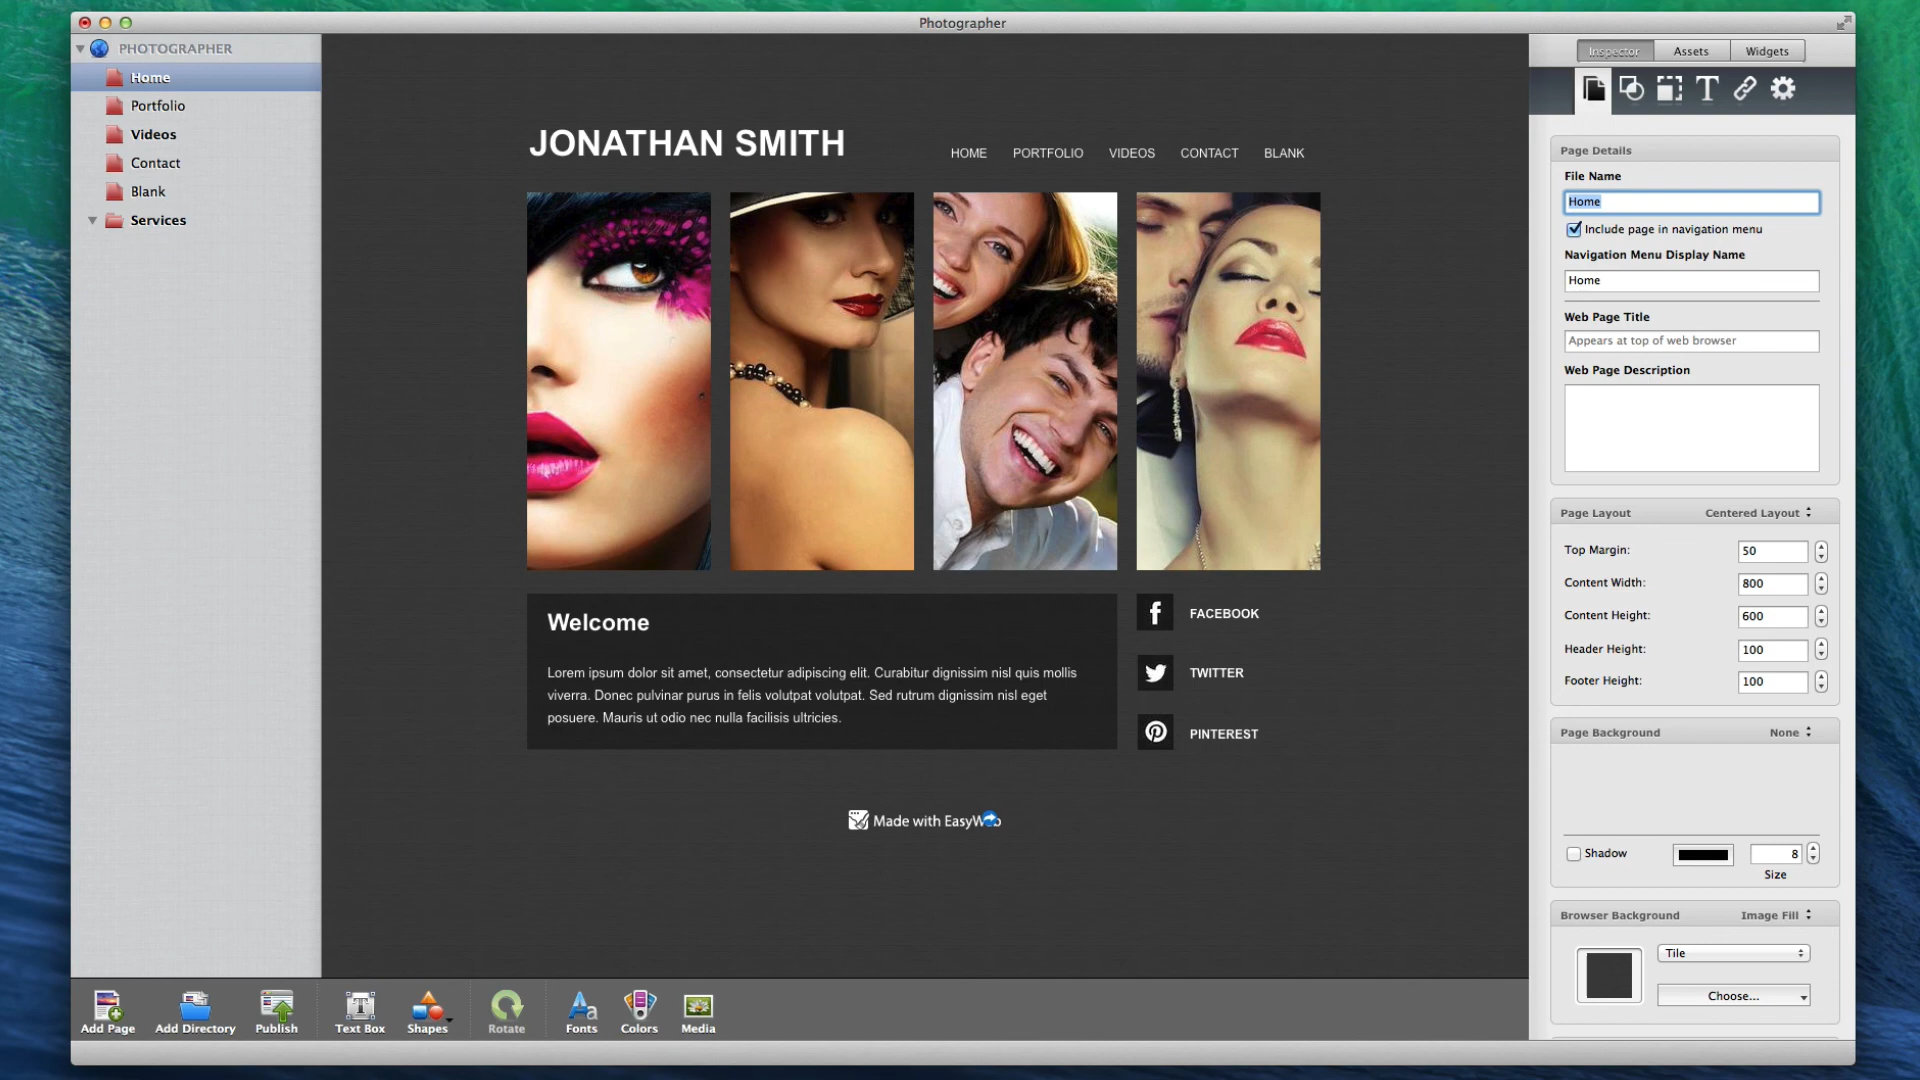 Photographer
PHOTOGRAPHER
Home
Portfolio
Videos
Contact
Blank
Services
JONATHAN SMITH
HOME PORTFOLIO VIDEOS CONTACT BLANK
Welcome
Lorem ipsum dolor sit amet, consectetur adipiscing elit. Curabitur dignissim nisl quis mollis
viverra. Donec pulvinar purus in felis volutpat volutpat. Sed rutrum dignissim nisl eget
posuere. Mauris ut odio nec nulla facilisis ultricies.
FACEBOOK
TWITTER
PINTEREST
Made with EasyWeb
Add Page
Add Directory
Publish
Text Box
Shapes
Rotate
Fonts
Colors
Media
Inspector Assets Widgets
Page Details
File Name
Home
Include page in navigation menu
Navigation Menu Display Name
Home
Web Page Title
Appears at top of web browser
Web Page Description
Page Layout Centered Layout
Top Margin: 50
Content Width: 800
Content Height: 600
Header Height: 100
Footer Height: 100
Page Background None
Shadow 8
Size
Browser Background Image Fill
Tile
Choose...